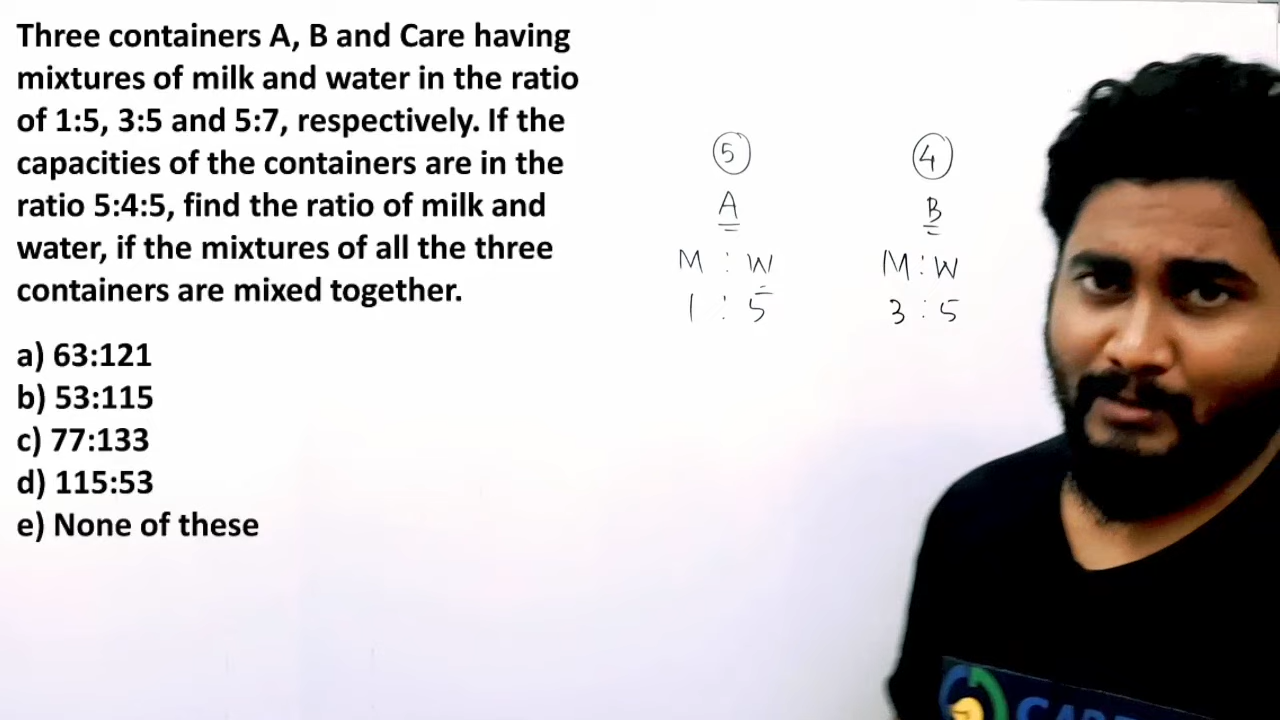 Three containers A, B and Care having
mixtures of milk and water in the ratio
of 1:5, 3:5 and 5:7, respectively. If the
capacities of the containers are in the
ratio 5:4:5, find the ratio of milk and
water, if the mixtures of all the three
containers are mixed together.
a) 63:121
b) 53:115
c) 77:133
d) 115:53
e) None of these
5 4
A B
M : W M : W
1 : 5 3 : 5